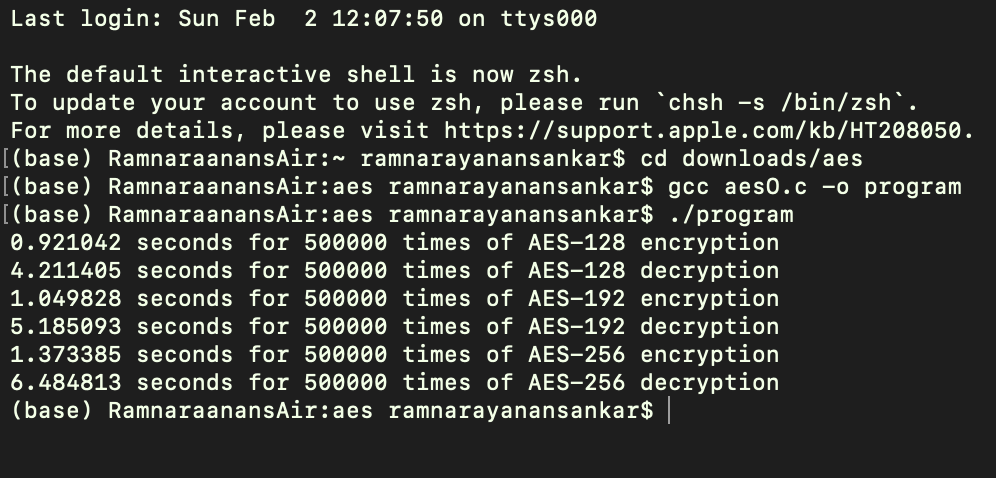 Last login: Sun Feb  2 12:07:50 on ttys000
The default interactive shell is now zsh.
To update your account to use zsh, please run `chsh -s /bin/zsh`.
For more details, please visit https://support.apple.com/kb/HT208050.
[(base) RamnaraanansAir:~ ramnarayanansankar$ cd downloads/aes
[(base) RamnaraanansAir:aes ramnarayanansankar$ gcc aesO.c -o program
[(base) RamnaraanansAir:aes ramnarayanansankar$ ./program
0.921042 seconds for 500000 times of AES-128 encryption
4.211405 seconds for 500000 times of AES-128 decryption
1.049828 seconds for 500000 times of AES-192 encryption
5.185093 seconds for 500000 times of AES-192 decryption
1.373385 seconds for 500000 times of AES-256 encryption
6.484813 seconds for 500000 times of AES-256 decryption
(base) RamnaraanansAir:aes ramnarayanansankar$